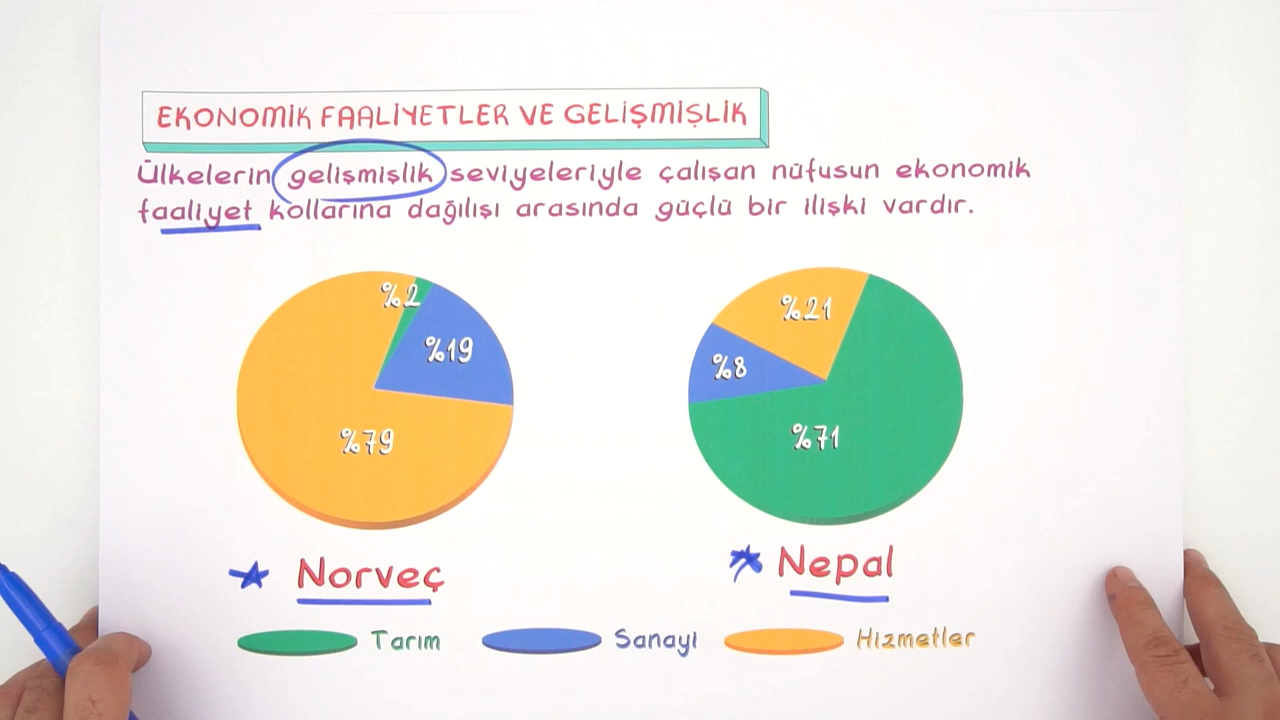 EKONOMİK FAALİYETLER VE GELİŞMİŞLİK
Ülkelerin gelişmişlik seviyeleriyle çalışan nüfusun ekonomik
faaliyet kollarına dağılışı arasında güçlü bir ilişki vardır.
%2
%19
%79
%21
%8
%71
Norveç
Nepal
Tarım
Sanayi
Hizmetler